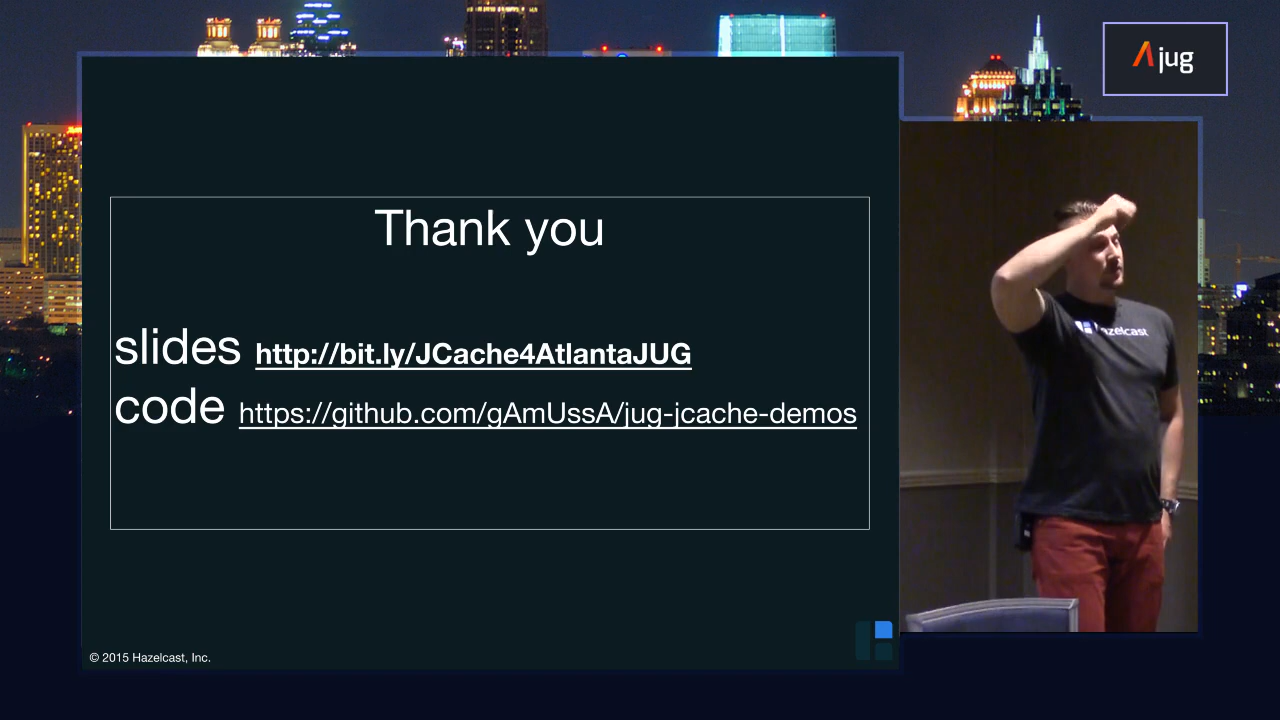 jug
Thank you
slides http://bit.ly/JCache4AtlantaJUG
code https://github.com/gAmUssA/jug-jcache-demos
© 2015 Hazelcast, Inc.